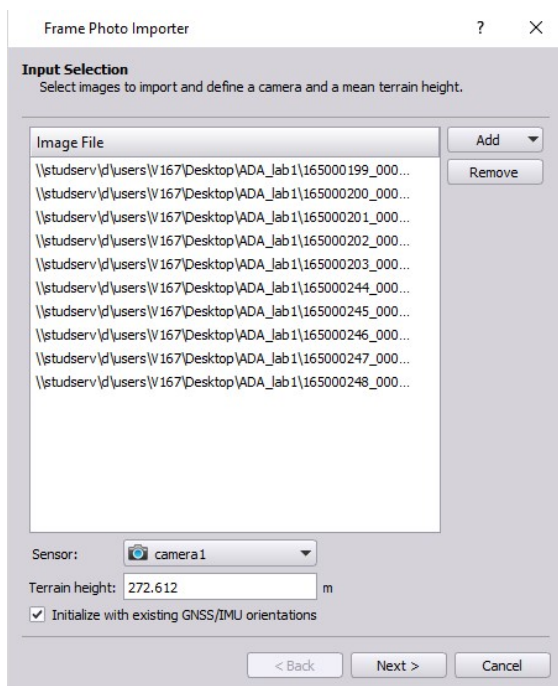 Frame Photo Importer ? ×
Input Selection
Select images to import and define a camera and a mean terrain height.
Image File
Add
\\studserv\d\users\V167\Desktop\ADA_lab1\165000199_000...
Remove
\\studserv\d\users\V167\Desktop\ADA_lab1\165000200_000...
\\studserv\d\users\V167\Desktop\ADA_lab1\165000201_000...
\\studserv\d\users\V167\Desktop\ADA_lab1\165000202_000...
\\studserv\d\users\V167\Desktop\ADA_lab1\165000203_000...
\\studserv\d\users\V167\Desktop\ADA_lab1\165000244_000...
\\studserv\d\users\V167\Desktop\ADA_lab1\165000245_000...
\\studserv\d\users\V167\Desktop\ADA_lab1\165000246_000...
\\studserv\d\users\V167\Desktop\ADA_lab1\165000247_000...
\\studserv\d\users\V167\Desktop\ADA_lab1\165000248_000...
Sensor: camera1
Terrain height: 272.612 m
Initialize with existing GNSS/IMU orientations
< Back Next > Cancel